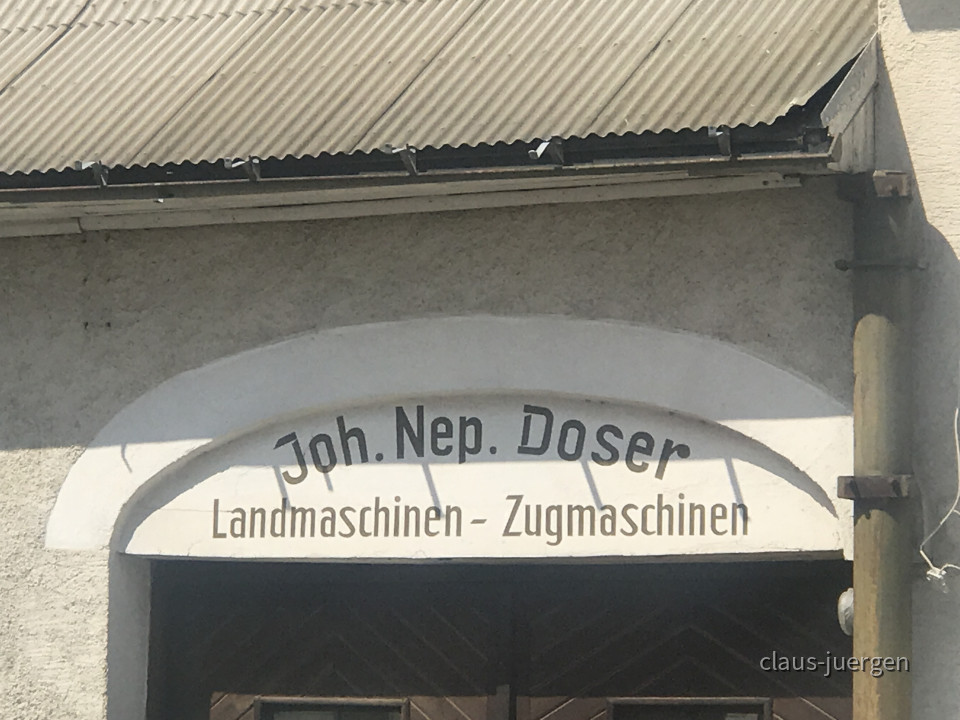 Joh. Nep. Doser
Landmaschinen - Zugmaschinen
claus-juergen